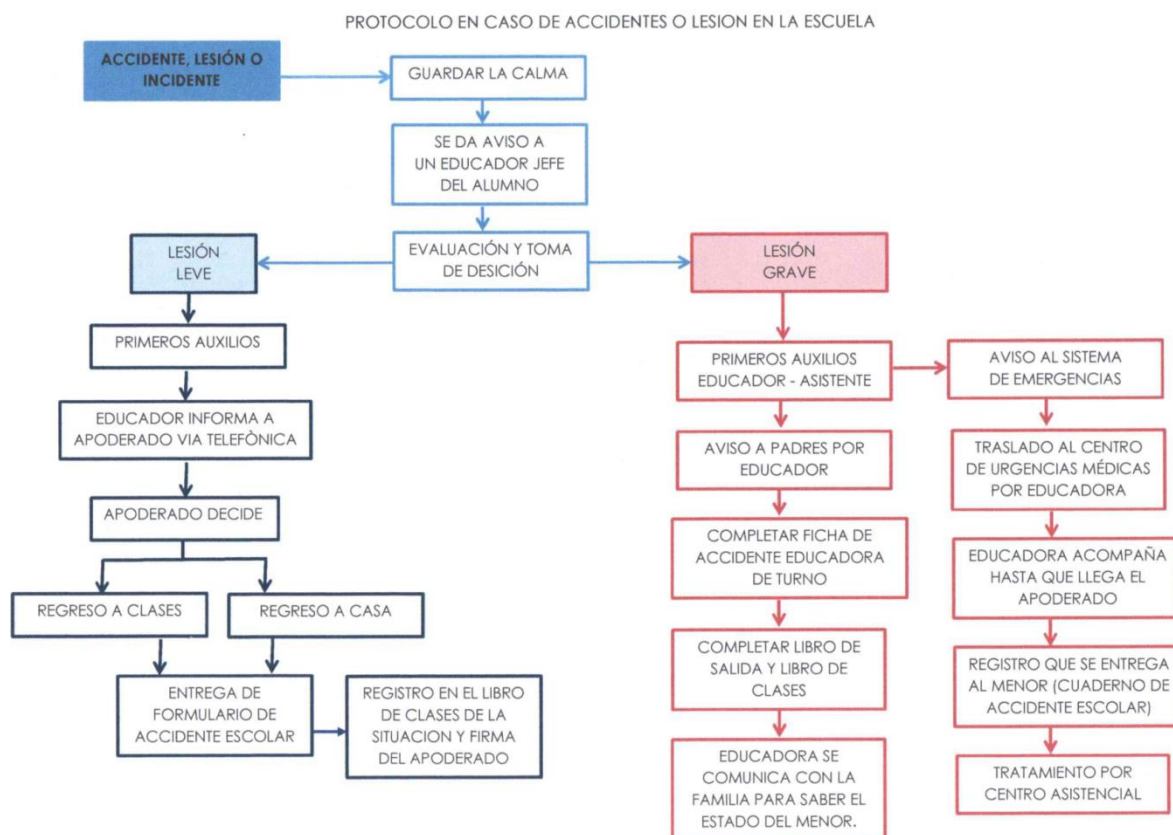 PROTOCOLO EN CASO DE ACCIDENTES O LESION EN LA ESCUELA
ACCIDENTE, LESIÓN O
INCIDENTE
GUARDAR LA CALMA
SE DA AVISO A
UN EDUCADOR JEFE
DEL ALUMNO
EVALUACIÓN Y TOMA
DE DESICIÓN
LESIÓN
LEVE
PRIMEROS AUXILIOS
EDUCADOR INFORMA A
APODERADO VIA TELEFÒNICA
APODERADO DECIDE
REGRESO A CLASES
REGRESO A CASA
ENTREGA DE
FORMULARIO DE
ACCIDENTE ESCOLAR
REGISTRO EN EL LIBRO
DE CLASES DE LA
SITUACION Y FIRMA
DEL APODERADO
LESIÓN
GRAVE
PRIMEROS AUXILIOS
EDUCADOR - ASISTENTE
AVISO A PADRES POR
EDUCADOR
COMPLETAR FICHA DE
ACCIDENTE EDUCADORA
DE TURNO
COMPLETAR LIBRO DE
SALIDA Y LIBRO DE
CLASES
EDUCADORA SE
COMUNICA CON LA
FAMILIA PARA SABER EL
ESTADO DEL MENOR.
AVISO AL SISTEMA
DE EMERGENCIAS
TRASLADO AL CENTRO
DE URGENCIAS MÉDICAS
POR EDUCADORA
EDUCADORA ACOMPAÑA
HASTA QUE LLEGA EL
APODERADO
REGISTRO QUE SE ENTREGA
AL MENOR (CUADERNO DE
ACCIDENTE ESCOLAR)
TRATAMIENTO POR
CENTRO ASISTENCIAL